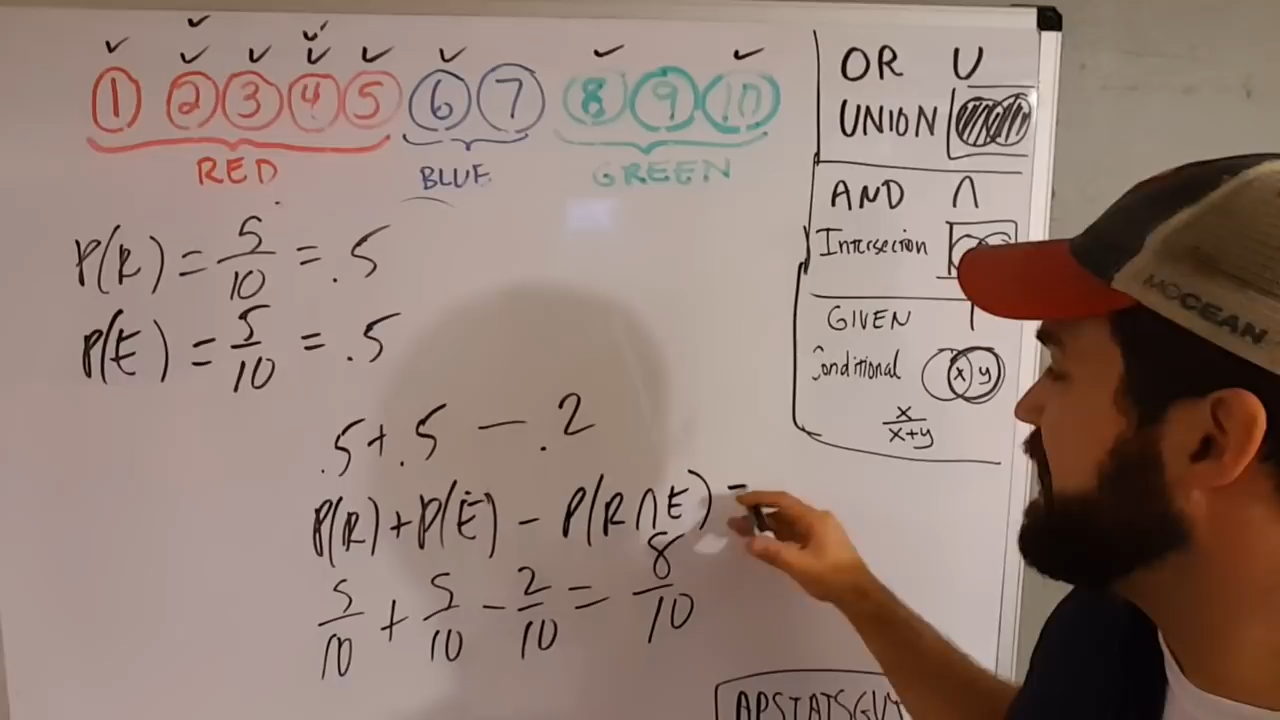 1 2 3 4 5 6 7 8 9 10
RED BLUE GREEN
P(R) = 5/10 = .5
P(E) = 5/10 = .5
.5 + .5 - .2
P(R) + P(E) - P(R ∩ E) =
5/10 + 5/10 - 2/10 = 8/10
OR U
UNION
AND ∩
Intersection
GIVEN |
Conditional
x y
x/x+y
APSTATSGUY
MOCEAN